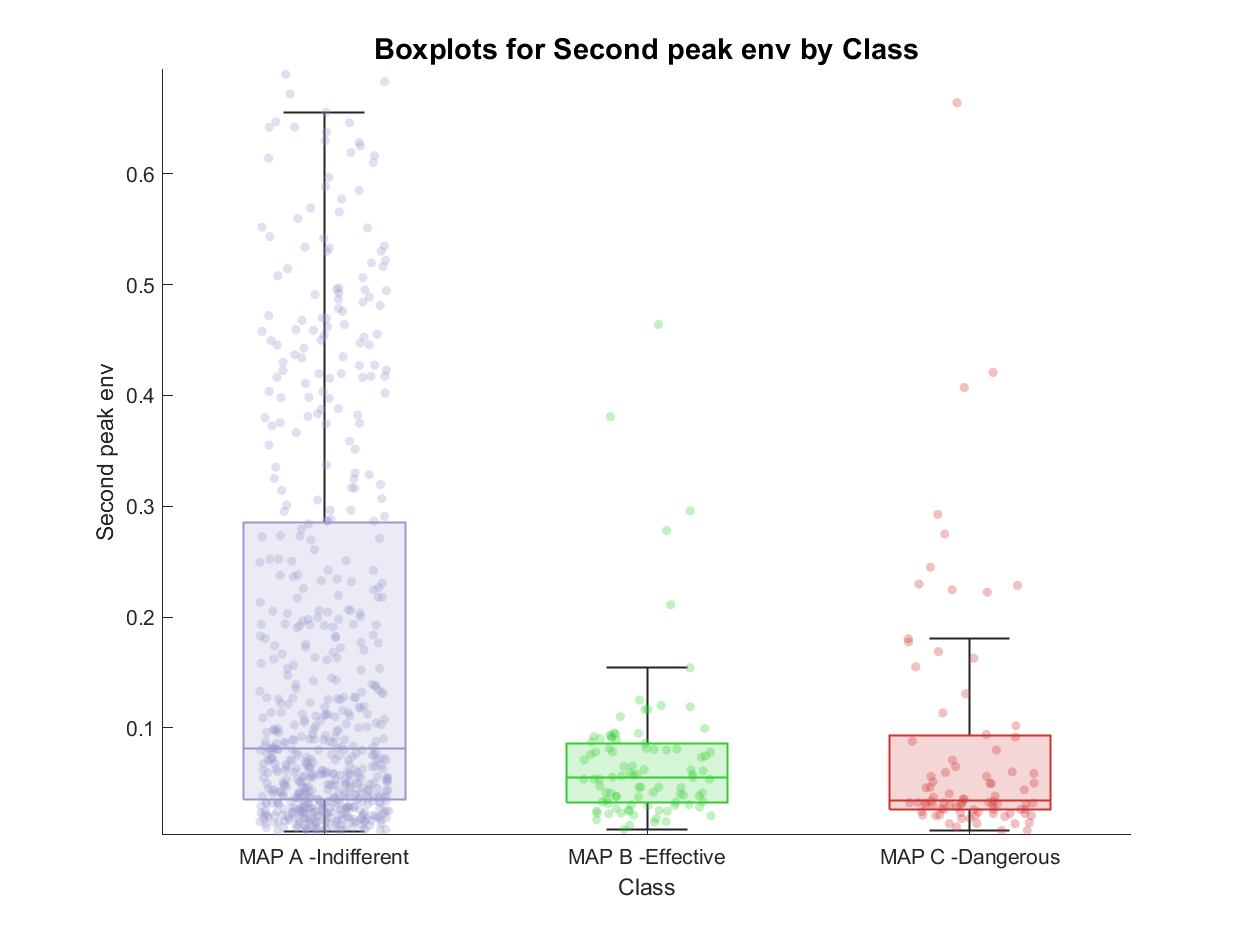 Boxplots for Second peak env by Class
Second peak env
0.6
0.5
0.4
0.3
0.2
0.1
MAP A -Indifferent
MAP B -Effective
MAP C -Dangerous
Class